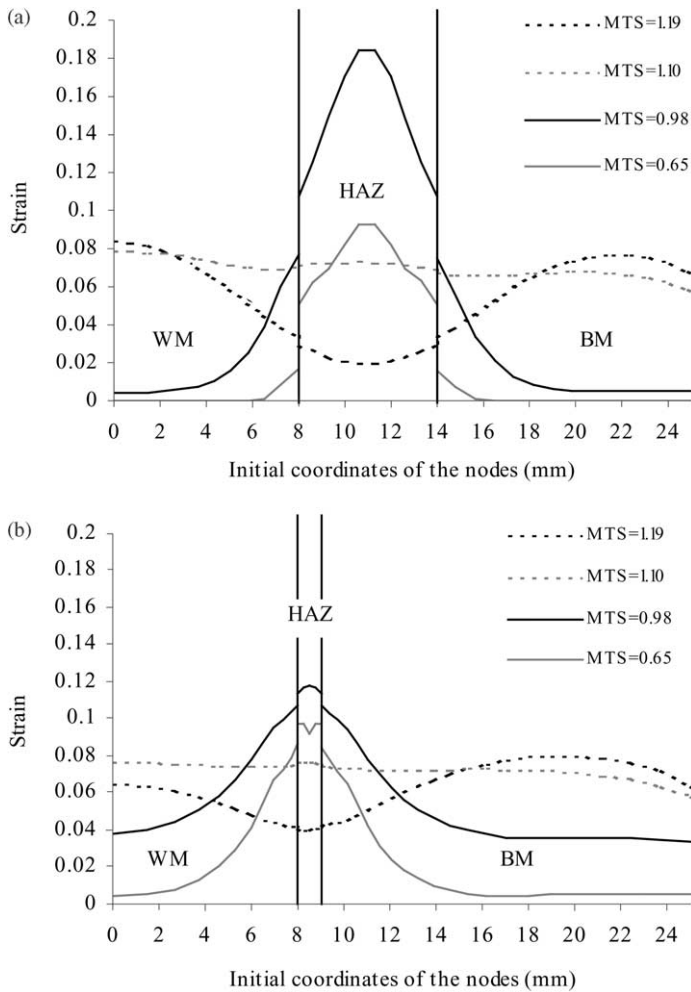 (a)
0.2
0.18
0.16
0.14
0.12
0.1
0.08
0.06
0.04
0.02
0
Strain
MTS=1.19
MTS=1.10
MTS=0.98
MTS=0.65
HAZ
WM
BM
0 2 4 6 8 10 12 14 16 18 20 22 24
Initial coordinates of the nodes (mm)
(b)
0.2
0.18
0.16
0.14
0.12
0.1
0.08
0.06
0.04
0.02
0
Strain
MTS=1.19
MTS=1.10
MTS=0.98
MTS=0.65
HAZ
WM
BM
0 2 4 6 8 10 12 14 16 18 20 22 24
Initial coordinates of the nodes (mm)